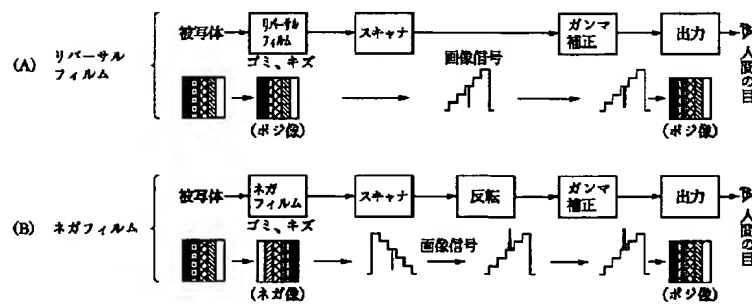 (A) リバーサル
フィルム
被写体
リバーサル
フィルム
スキャナ
ガンマ
補正
出力
人間の目
ゴミ、キズ
画像信号
(ポジ像)
(ポジ像)
(B) ネガフィルム
被写体
ネガ
フィルム
スキャナ
反転
ガンマ
補正
出力
人間の目
ゴミ、キズ
画像信号
(ネガ像)
(ポジ像)